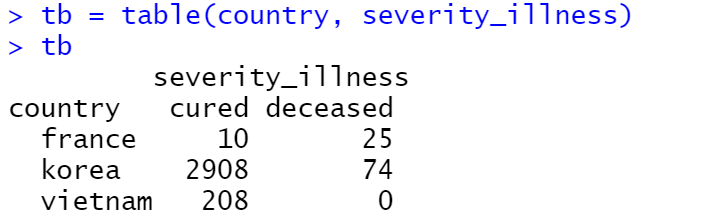 > tb = table(country, severity_illness)
> tb
         severity_illness
country   cured deceased
  france     10       25
  korea    2908       74
  vietnam   208        0